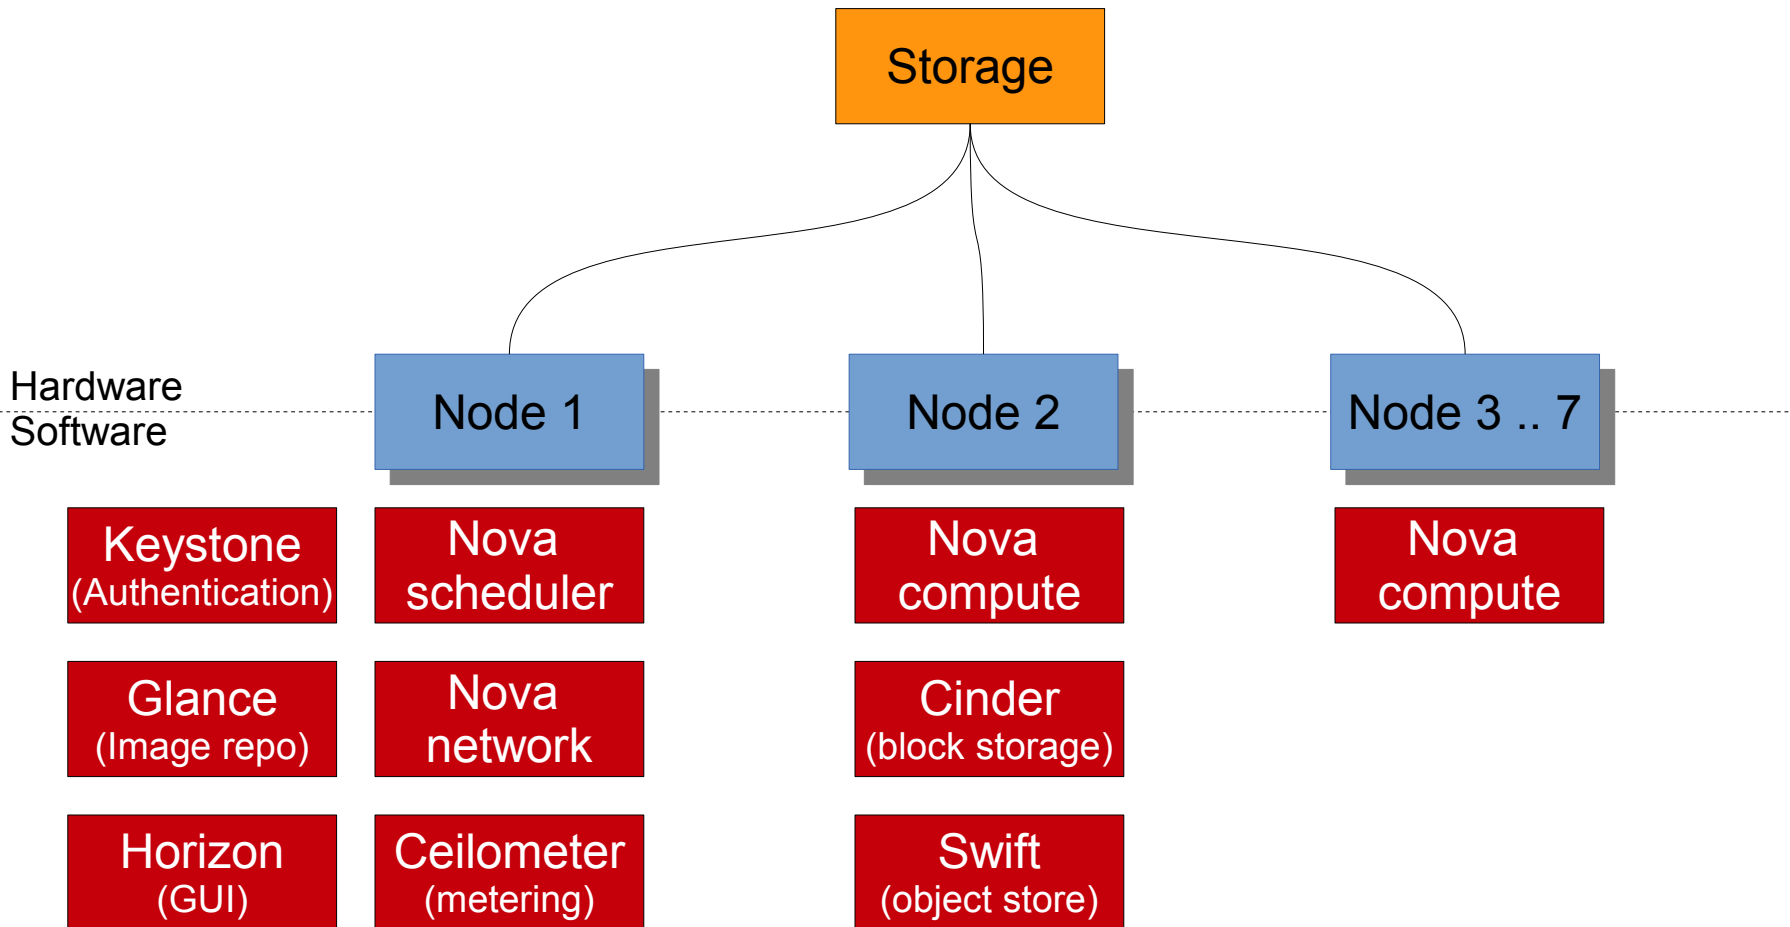 Storage
Hardware
Software
Node 1
Node 2
Node 3 .. 7
Keystone
(Authentication)
Nova
scheduler
Nova
compute
Nova
compute
Glance
(Image repo)
Nova
network
Cinder
(block storage)
Horizon
(GUI)
Ceilometer
(metering)
Swift
(object store)